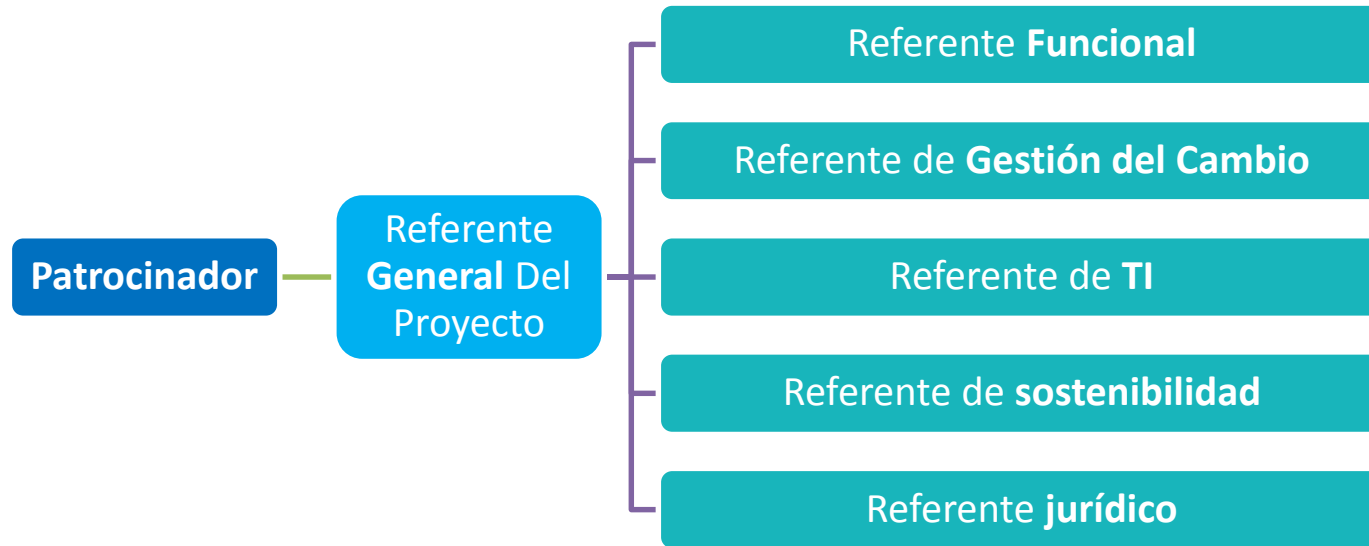 Patrocinador
Referente
General Del
Proyecto
Referente Funcional
Referente de Gestión del Cambio
Referente de TI
Referente de sostenibilidad
Referente jurídico